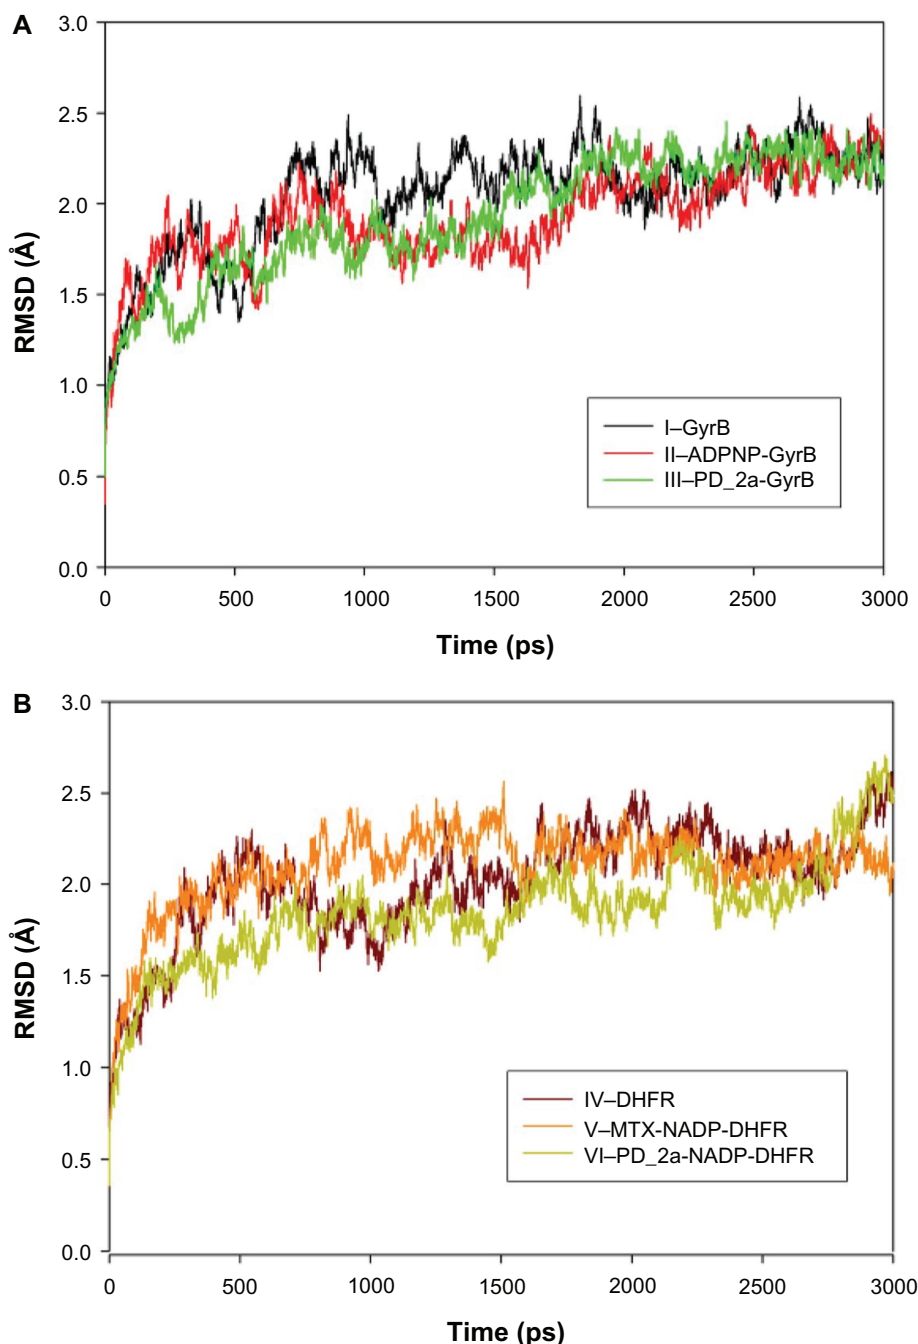 A
3.0
2.5
2.0
1.5
1.0
0.5
0.0
RMSD (Å)
I–GyrB
II–ADPNP-GyrB
III–PD_2a-GyrB
0 500 1000 1500 2000 2500 3000
Time (ps)
B
3.0
2.5
2.0
1.5
1.0
0.5
0.0
RMSD (Å)
IV–DHFR
V–MTX-NADP-DHFR
VI–PD_2a-NADP-DHFR
0 500 1000 1500 2000 2500 3000
Time (ps)